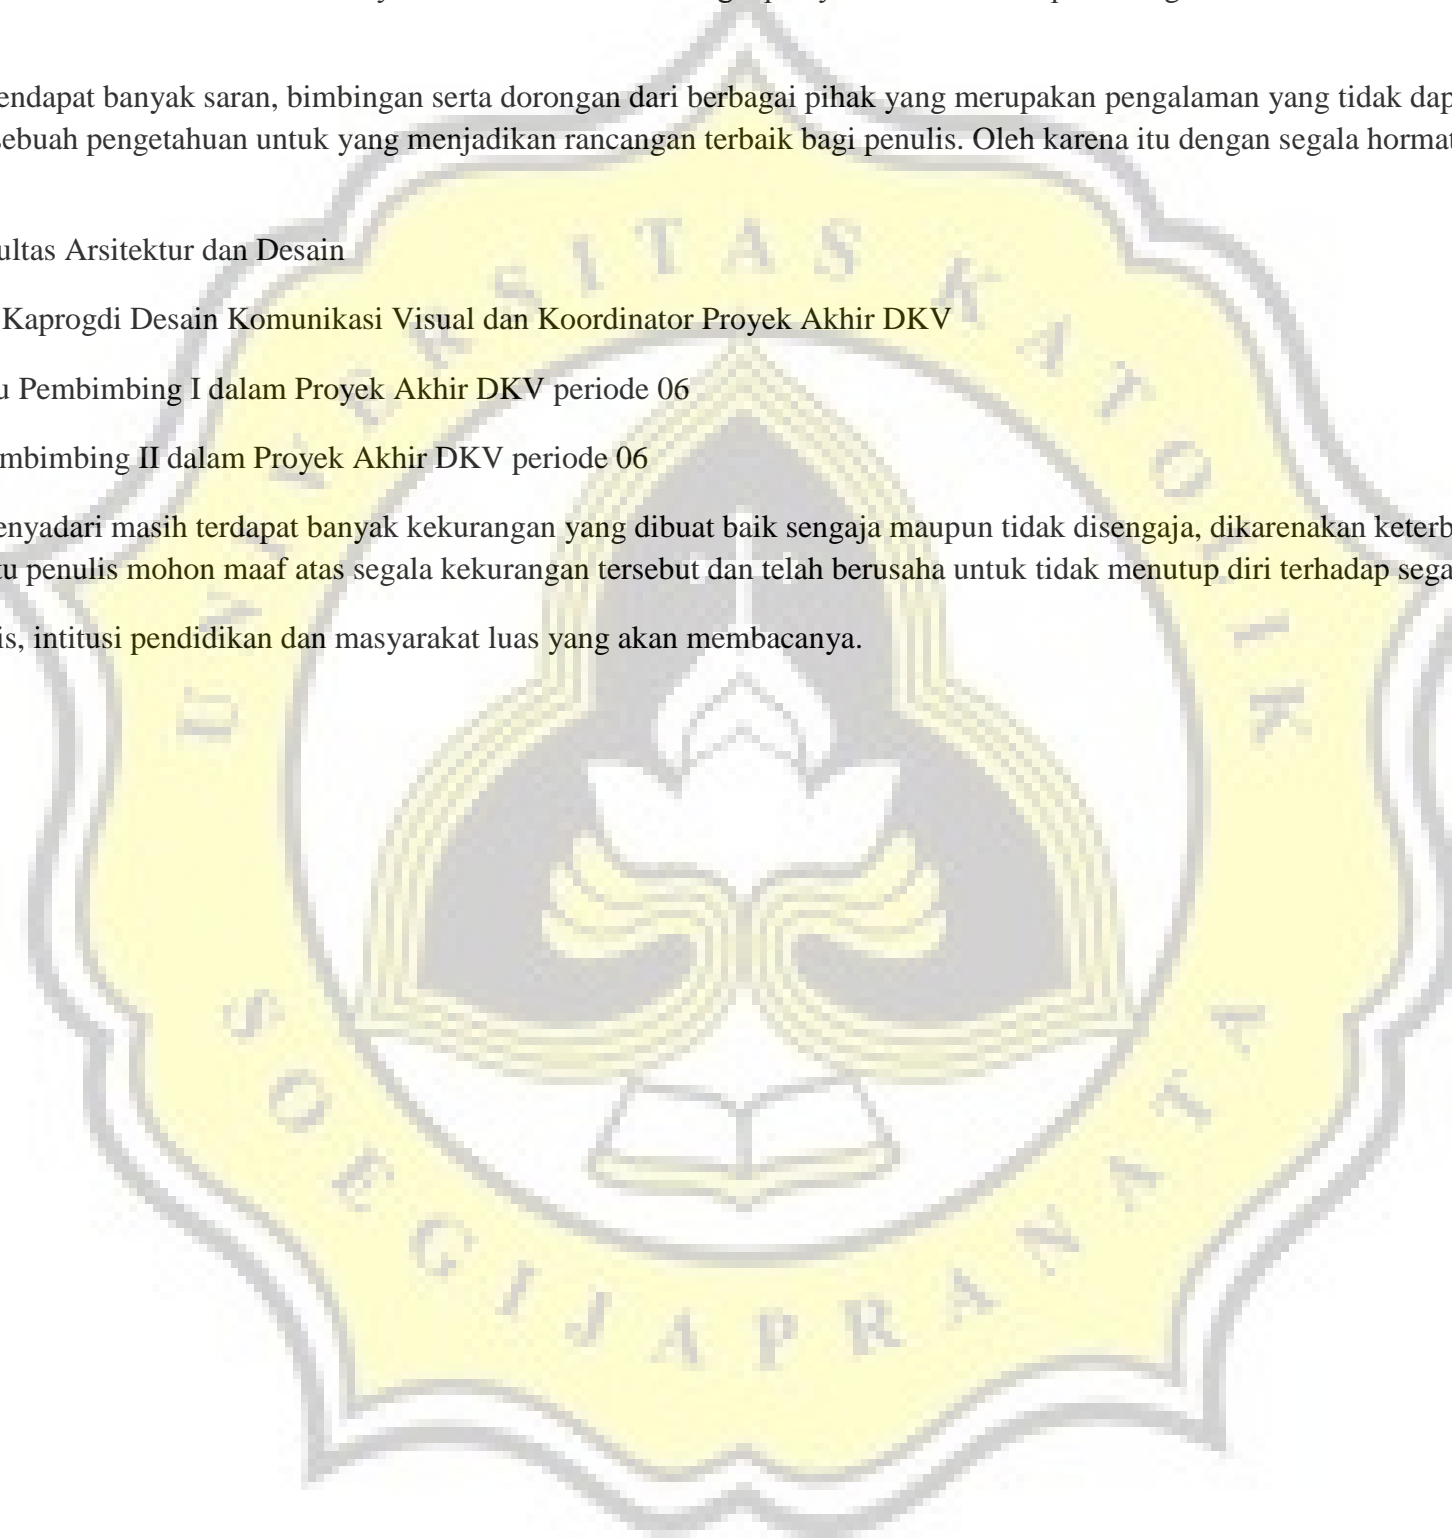 endapat banyak saran, bimbingan serta dorongan dari berbagai pihak yang merupakan pengalaman yang tidak dap
sebuah pengetahuan untuk yang menjadikan rancangan terbaik bagi penulis. Oleh karena itu dengan segala hormat
ultas Arsitektur dan Desain
Kaprogdi Desain Komunikasi Visual dan Koordinator Proyek Akhir DKV
u Pembimbing I dalam Proyek Akhir DKV periode 06
mbimbing II dalam Proyek Akhir DKV periode 06
enyadari masih terdapat banyak kekurangan yang dibuat baik sengaja maupun tidak disengaja, dikarenakan keterb
tu penulis mohon maaf atas segala kekurangan tersebut dan telah berusaha untuk tidak menutup diri terhadap sega
is, intitusi pendidikan dan masyarakat luas yang akan membacanya.
UNIVERSITAS KATOLIK
SOEGIJAPRANATA